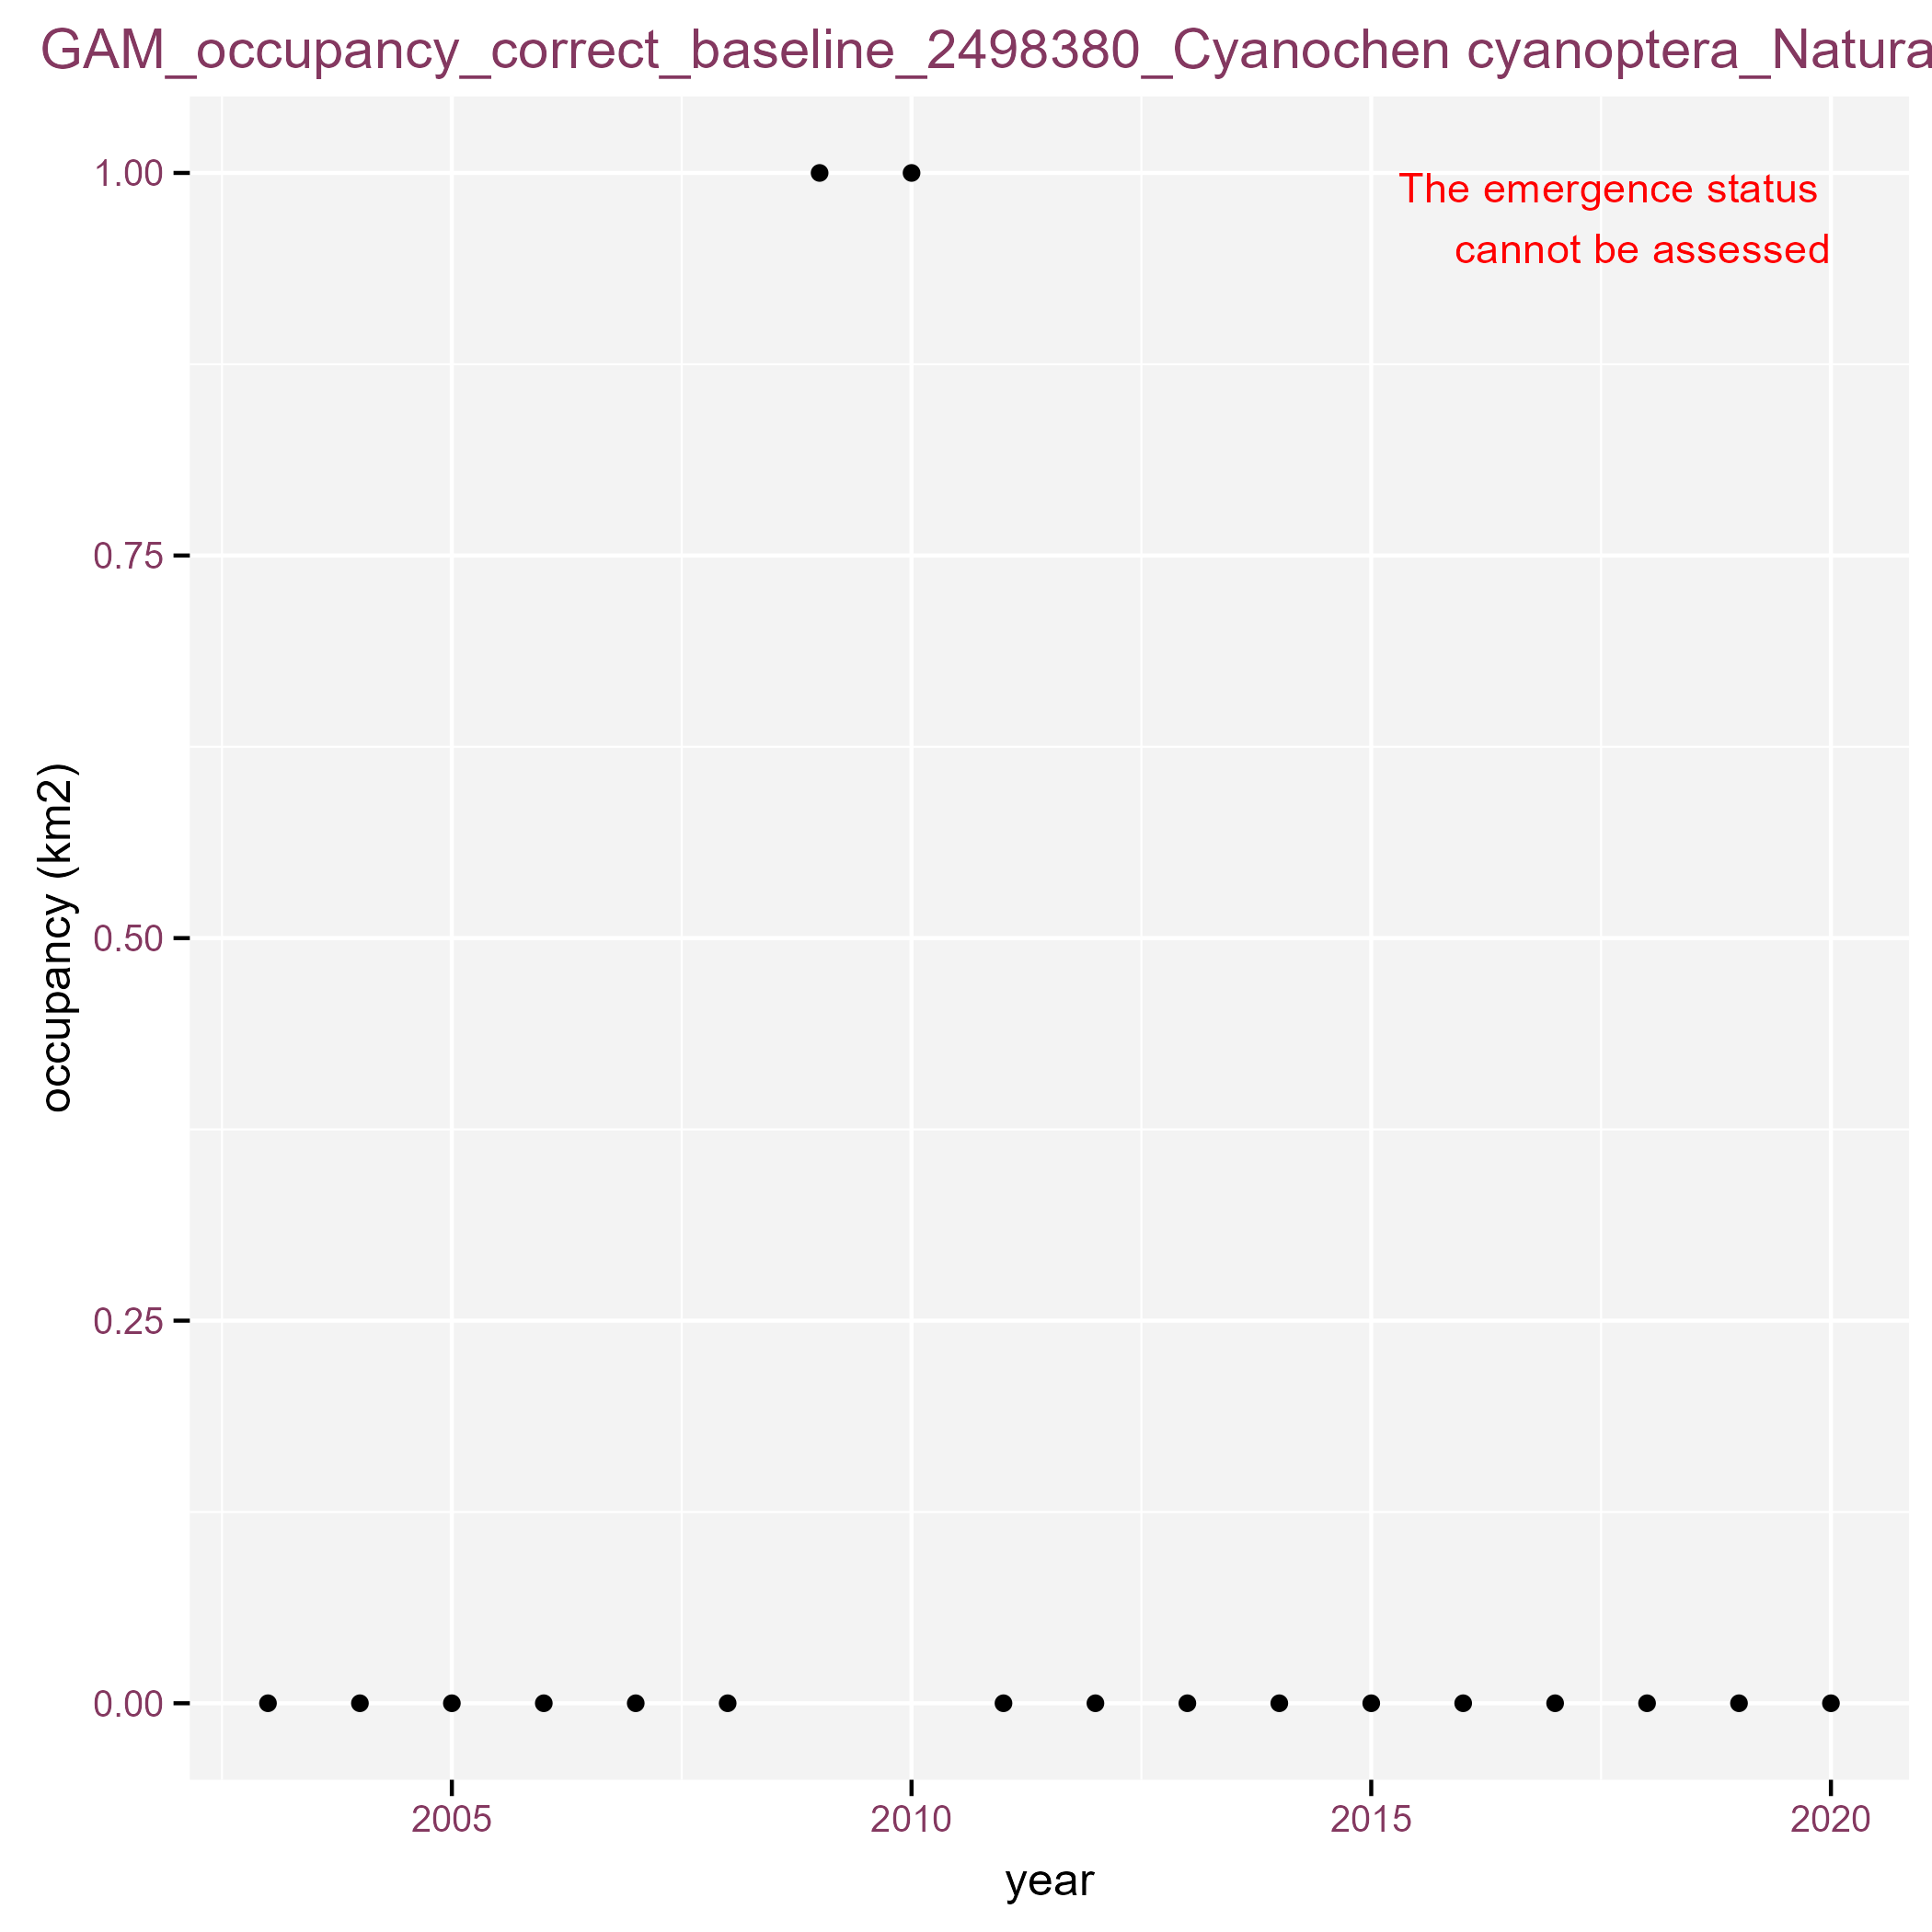 GAM_occupancy_correct_baseline_2498380_Cyanochen cyanoptera_Natura
1.00
The emergence status
cannot be assessed
0.75
occupancy (km2)
0.50
0.25
0.00
2005 2010 2015 2020
year